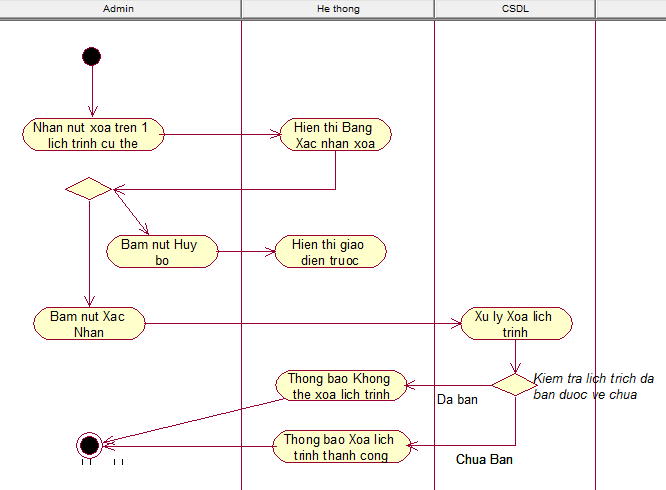 Admin
He thong
CSDL
Nhan nut xoa tren 1
lich trinh cu the
Hien thi Bang
Xac nhan xoa
Bam nut Huy
bo
Hien thi giao
dien truoc
Bam nut Xac
Nhan
Xu ly Xoa lich
trinh
Kiem tra lich trich da
ban duoc ve chua
Thong bao Khong
the xoa lich trinh
Da ban
Thong bao Xoa lich
trinh thanh cong
Chua Ban